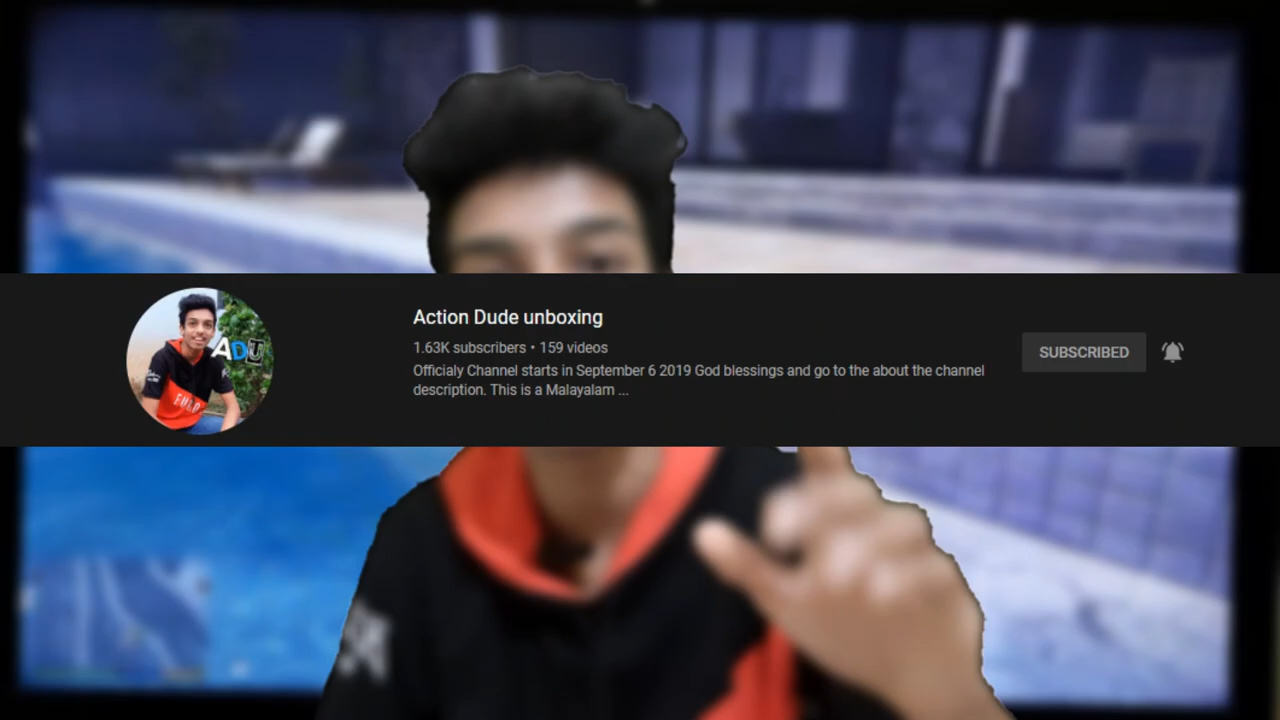 Action Dude unboxing
1.63K subscribers • 159 videos
Officialy Channel starts in September 6 2019 God blessings and go to the about the channel
description. This is a Malayalam ...
SUBSCRIBED
ADU